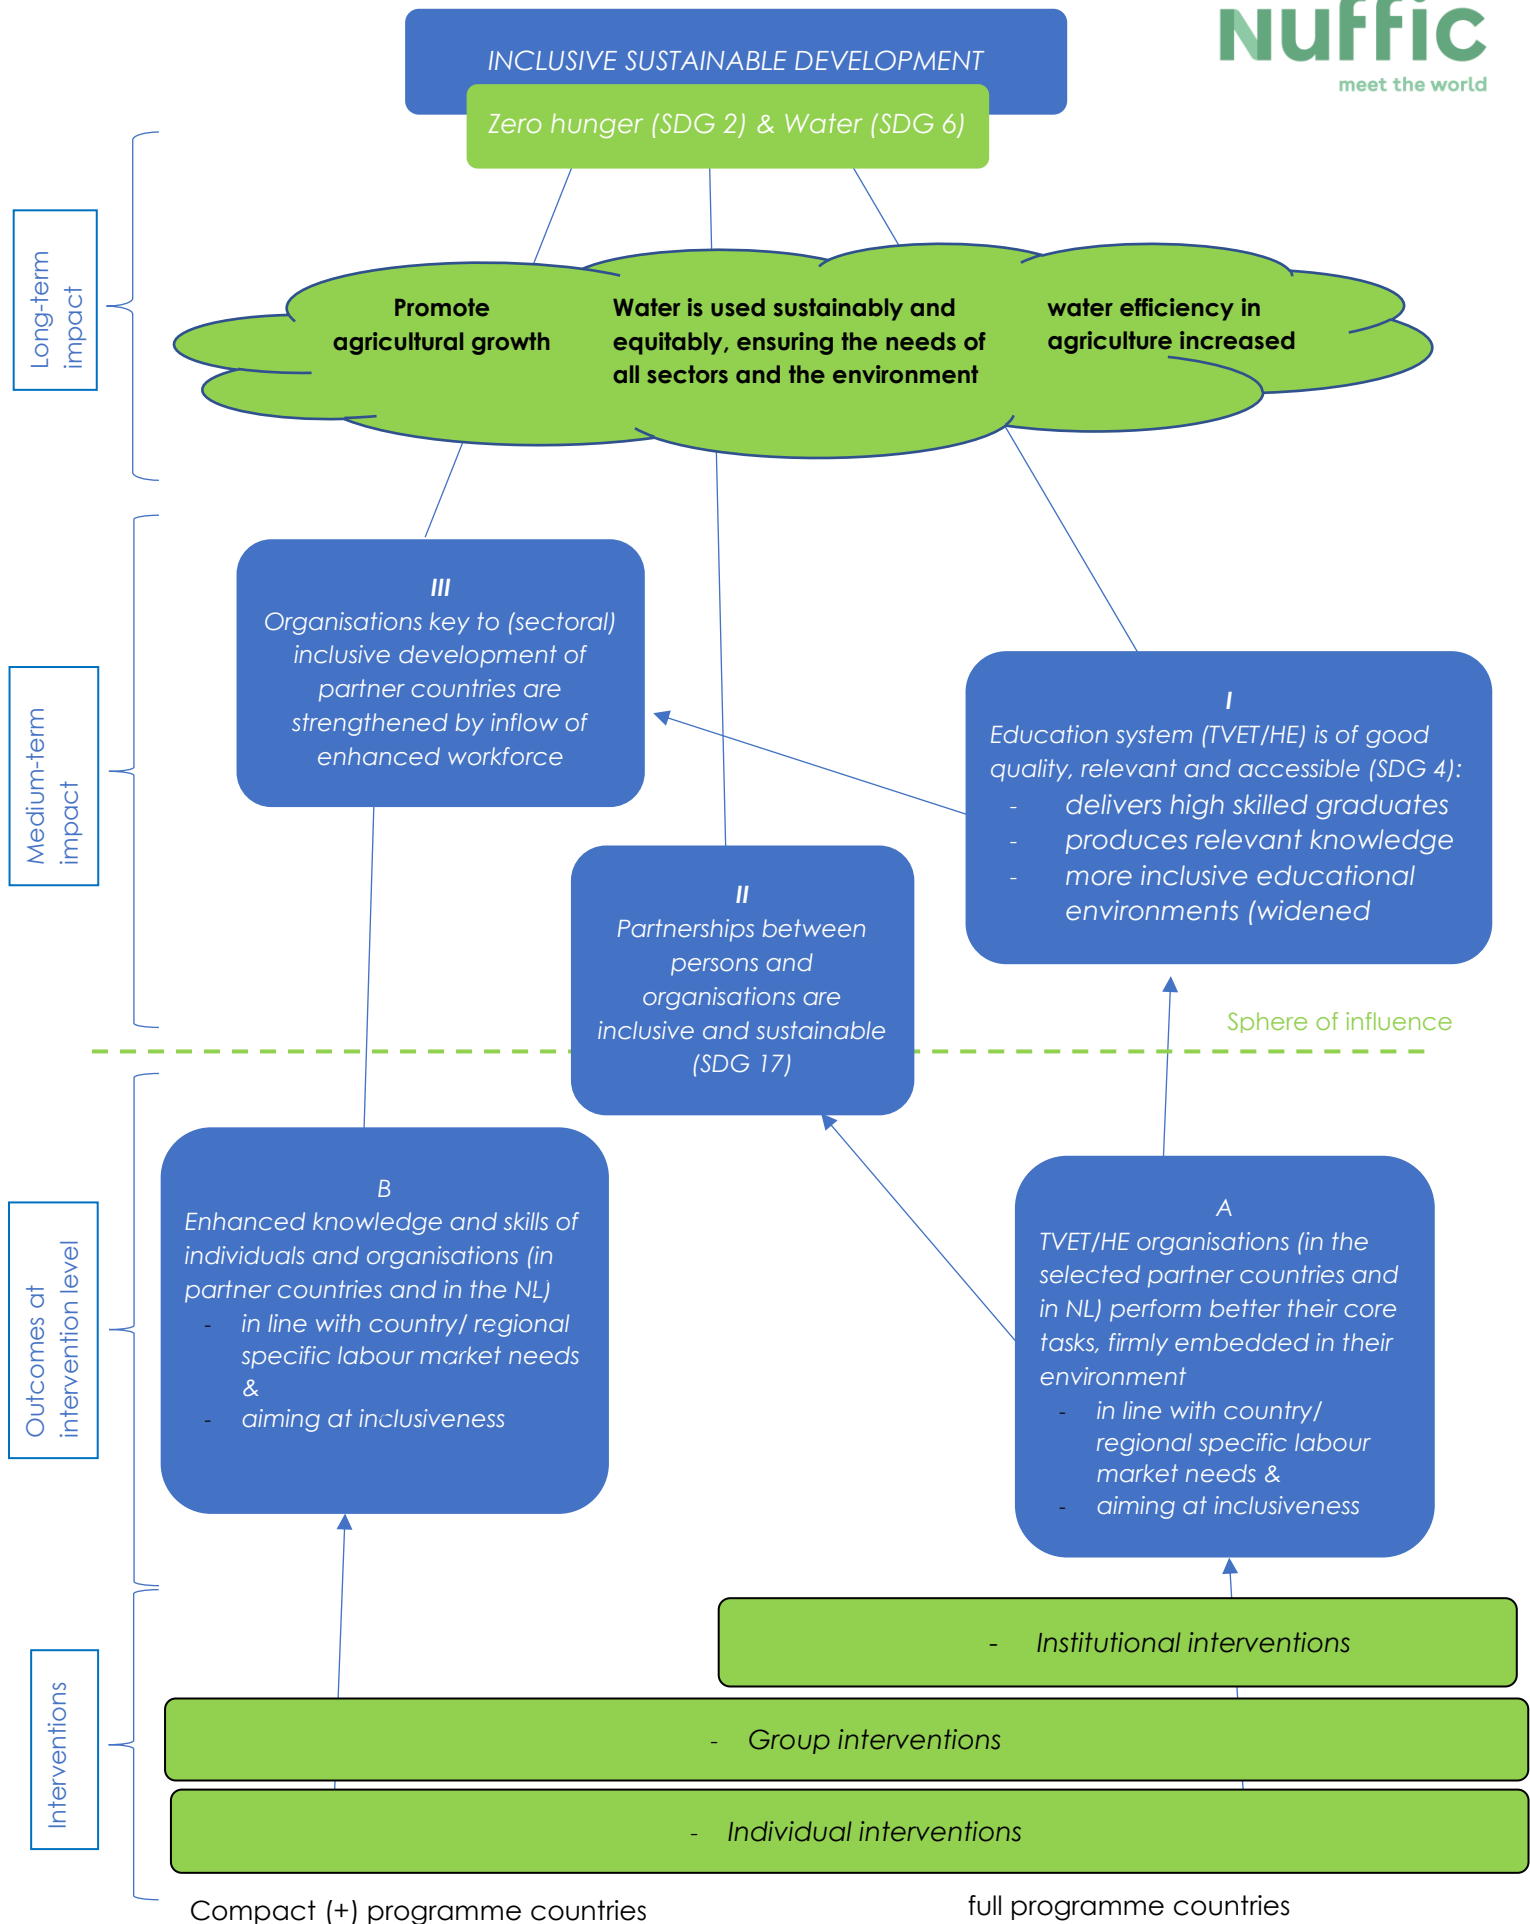 Nuffic
meet the world
INCLUSIVE SUSTAINABLE DEVELOPMENT
Zero hunger (SDG 2) & Water (SDG 6)
Long-term
impact
Promote
agricultural growth
Water is used sustainably and
equitably, ensuring the needs of
all sectors and the environment
water efficiency in
agriculture increased
Medium-term
impact
III
Organisations key to (sectoral)
inclusive development of
partner countries are
strengthened by inflow of
enhanced workforce
I
Education system (TVET/HE) is of good
quality, relevant and accessible (SDG 4):
- delivers high skilled graduates
- produces relevant knowledge
- more inclusive educational
environments (widened
II
Partnerships between
persons and
organisations are
inclusive and sustainable
(SDG 17)
Sphere of influence
Outcomes at
intervention level
B
Enhanced knowledge and skills of
individuals and organisations (in
partner countries and in the NL)
- in line with country/ regional
specific labour market needs
&
- aiming at inclusiveness
A
TVET/HE organisations (in the
selected partner countries and
in NL) perform better their core
tasks, firmly embedded in their
environment
- in line with country/
regional specific labour
market needs &
- aiming at inclusiveness
Interventions
- Institutional interventions
- Group interventions
- Individual interventions
Compact (+) programme countries
full programme countries